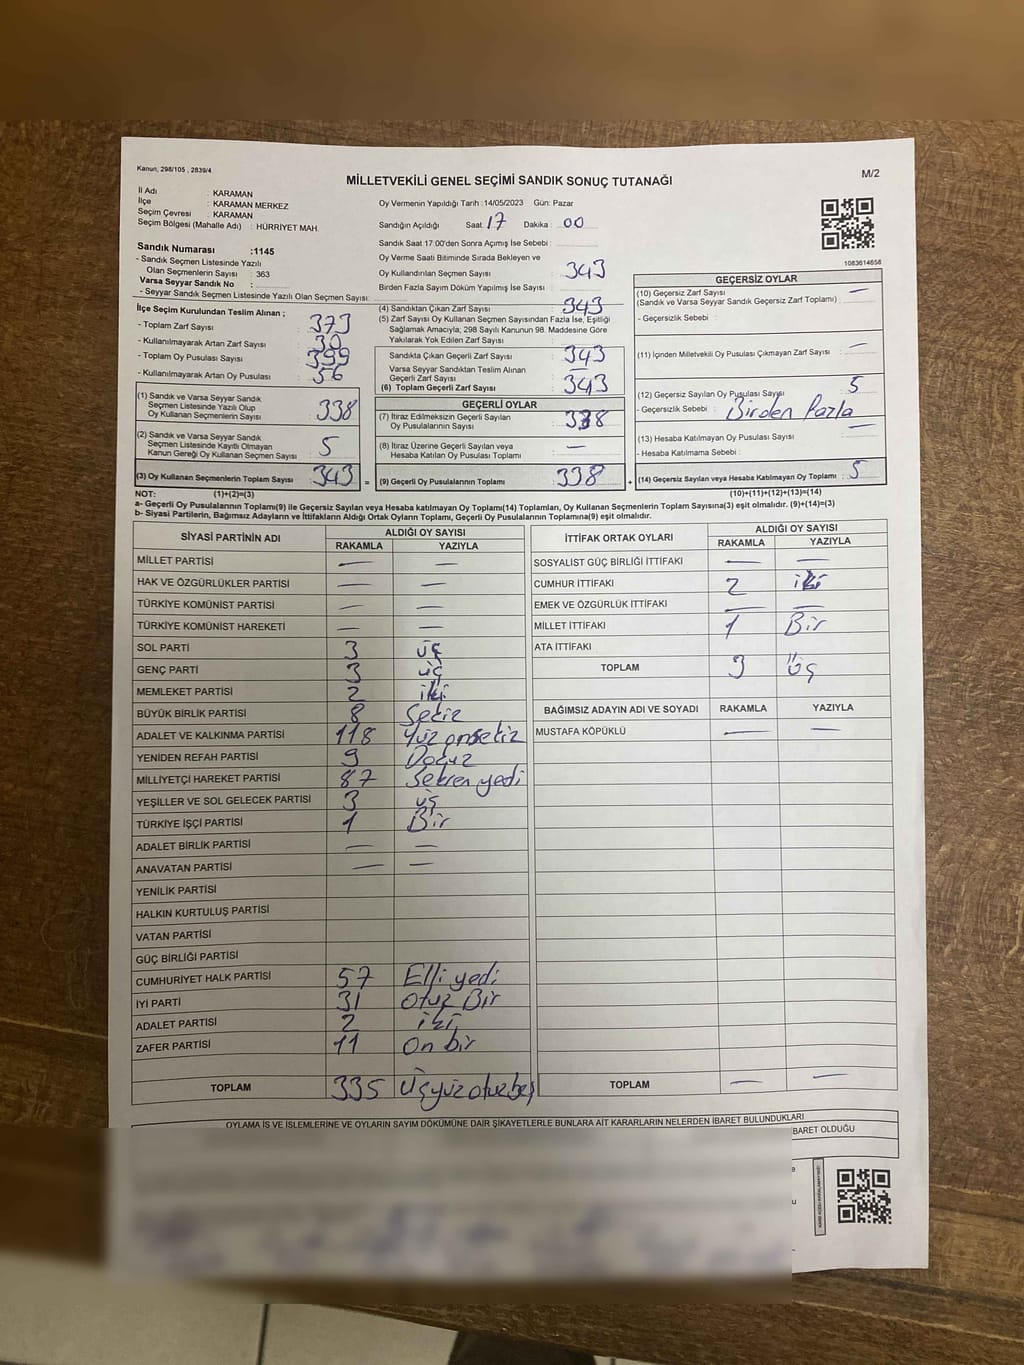 Kanun, 298/105 , 2839/4
M/2
MİLLETVEKİLİ GENEL SEÇİMİ SANDIK SONUÇ TUTANAĞI
İl Adı : KARAMAN
İlçe : KARAMAN MERKEZ
Seçim Çevresi : KARAMAN
Seçim Bölgesi (Mahalle Adı) : HÜRRİYET MAH.
Sandık Numarası :1145
- Sandık Seçmen Listesinde Yazılı
Olan Seçmenlerin Sayısı : 363
Varsa Seyyar Sandık No :
- Seyyar Sandık Seçmen Listesinde Yazılı Olan Seçmen Sayısı:
Oy Vermenin Yapıldığı Tarih : 14/05/2023 Gün: Pazar
Sandığın Açıldığı Saat: 17 Dakika : 00
Sandık Saat 17:00'den Sonra Açımış İse Sebebi :
Oy Verme Saati Bitiminde Sırada Bekleyen ve
Oy Kullandırılan Seçmen Sayısı : 343
Birden Fazla Sayım Döküm Yapılmış İse Sayısı :
1083614656
İlçe Seçim Kurulundan Teslim Alınan ;
- Toplam Zarf Sayısı : 373
- Kullanılmayarak Artan Zarf Sayısı : 30
- Toplam Oy Pusulası Sayısı : 399
- Kullanılmayarak Artan Oy Pusulası : 56
(1) Sandık ve Varsa Seyyar Sandık
Seçmen Listesinde Yazılı Olup
Oy Kullanan Seçmenlerin Sayısı : 338
(2) Sandık ve Varsa Seyyar Sandık
Seçmen Listesinde Kayıtlı Olmayan
Kanun Gereği Oy Kullanan Seçmen Sayısı : 5
(3) Oy Kullanan Seçmenlerin Toplam Sayısı : 343 =
(4) Sandıktan Çıkan Zarf Sayısı : 343
(5) Zarf Sayısı Oy Kullanan Seçmen Sayısından Fazla İse, Eşitliği
Sağlamak Amacıyla; 298 Sayılı Kanunun 98. Maddesine Göre
Yakılarak Yok Edilen Zarf Sayısı :
Sandıkta Çıkan Geçerli Zarf Sayısı : 343
Varsa Seyyar Sandıktan Teslim Alınan
Geçerli Zarf Sayısı : —
(6) Toplam Geçerli Zarf Sayısı : 343
GEÇERLİ OYLAR
(7) İtiraz Edilmeksizin Geçerli Sayılan
Oy Pusulalarının Sayısı : 338
(8) İtiraz Üzerine Geçerli Sayılan veya
Hesaba Katılan Oy Pusulası Toplamı : —
(9) Geçerli Oy Pusulalarının Toplamı : 338 +
GEÇERSİZ OYLAR
(10) Geçersiz Zarf Sayısı : —
(Sandık ve Varsa Seyyar Sandık Geçersiz Zarf Toplamı)
- Geçersizlik Sebebi :
(11) İçinden Milletvekili Oy Pusulası Çıkmayan Zarf Sayısı : —
(12) Geçersiz Sayılan Oy Pusulası Sayısı : 5
- Geçersizlik Sebebi : Birden fazla
(13) Hesaba Katılmayan Oy Pusulası Sayısı : —
- Hesaba Katılmama Sebebi :
(14) Geçersiz Sayılan veya Hesaba Katılmayan Oy Toplamı : 5
NOT: (1)+(2)=(3) (10)+(11)+(12)+(13)=(14)
a- Geçerli Oy Pusulalarının Toplamı(9) ile Geçersiz Sayılan veya Hesaba Katılmayan Oy Toplamı(14) Toplamları, Oy Kullanan Seçmenlerin Toplam Sayısına(3) eşit olmalıdır. (9)+(14)=(3)
b- Siyasi Partilerin, Bağımsız Adayların ve İttifakların Aldığı Oyların Toplamı, Geçerli Oy Pusulalarının Toplamına(9) eşit olmalıdır.
SİYASİ PARTİNİN ADI ALDIĞI OY SAYISI
RAKAMLA YAZIYLA
MİLLET PARTİSİ — —
HAK VE ÖZGÜRLÜKLER PARTİSİ — —
TÜRKİYE KOMÜNİST PARTİSİ — —
TÜRKİYE KOMÜNİST HAREKETİ — —
SOL PARTİ 3 üç
GENÇ PARTİ 3 üç
MEMLEKET PARTİSİ 2 iki
BÜYÜK BİRLİK PARTİSİ 8 Sekiz
ADALET VE KALKINMA PARTİSİ 118 Yüz onsekiz
YENİDEN REFAH PARTİSİ 9 Dokuz
MİLLİYETÇİ HAREKET PARTİSİ 87 Seksen yedi
YEŞİLLER VE SOL GELECEK PARTİSİ 3 üç
TÜRKİYE İŞÇİ PARTİSİ 1 Bir
ADALET BİRLİK PARTİSİ — —
ANAVATAN PARTİSİ — —
YENİLİK PARTİSİ
HALKIN KURTULUŞ PARTİSİ
VATAN PARTİSİ
GÜÇ BİRLİĞİ PARTİSİ
CUMHURİYET HALK PARTİSİ 57 Elli yedi
İYİ PARTİ 31 Otuz Bir
ADALET PARTİSİ 2 iki
ZAFER PARTİSİ 11 On bir
TOPLAM 335 Üçyüz otuzbeş
İTTİFAK ORTAK OYLARI ALDIĞI OY SAYISI
RAKAMLA YAZIYLA
SOSYALİST GÜÇ BİRLİĞİ İTTİFAKI — —
CUMHUR İTTİFAKI 2 iki
EMEK VE ÖZGÜRLÜK İTTİFAKI — —
MİLLET İTTİFAKI 1 Bir
ATA İTTİFAKI
TOPLAM 3 Üç
BAĞIMSIZ ADAYIN ADI VE SOYADI RAKAMLA YAZIYLA
MUSTAFA KÖPÜKLÜ — —
TOPLAM — —
OYLAMA İŞ VE İŞLEMLERİNE VE OYLARIN SAYIM DÖKÜMÜNE DAİR ŞİKAYETLERLE BUNLARA AİT KARARLARIN NELERDEN İBARET BULUNDUKLARI
BARET OLDUĞU